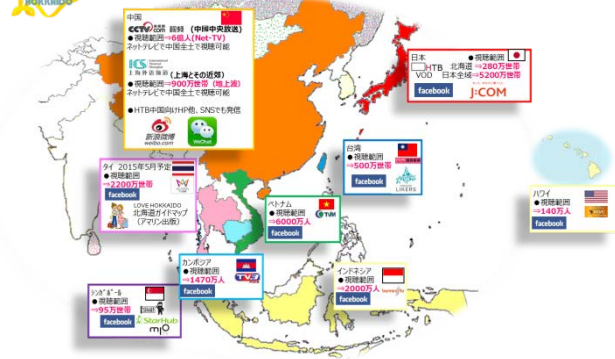 HOKKAIDO
中国
CCTV.com 視頻 (中国中央放送)
●視聴範囲⇒6億人(Net-TV)
ネットテレビで中国全土で視聴可能
ICS
上海外语频道 (上海とその近郊)
●視聴範囲⇒900万世帯(地上波)
ネットテレビで中国全土で視聴可能
●HTB中国向けHP他、SNSでも発信
新浪微博
weibo.com
WeChat
日本 ●視聴範囲
HTB 北海道⇒280万世帯
VOD 日本全域⇒5200万世帯
facebook
J:COM
台湾
●視聴範囲
⇒500万世帯
facebook
LIKERS
タイ 2015年5月予定
●視聴範囲
⇒2200万世帯
facebook
LOVE HOKKAIDO
北海道ガイドマップ
(アマリン出版)
ベトナム
●視聴範囲
⇒6000万人
facebook
ハワイ
●視聴範囲
⇒140万人
facebook
カンボジア
●視聴範囲
⇒1470万人
facebook
インドネシア
●視聴範囲
⇒2000万人
facebook
シンガポール
●視聴範囲
⇒95万世帯
facebook
StarHub
mio